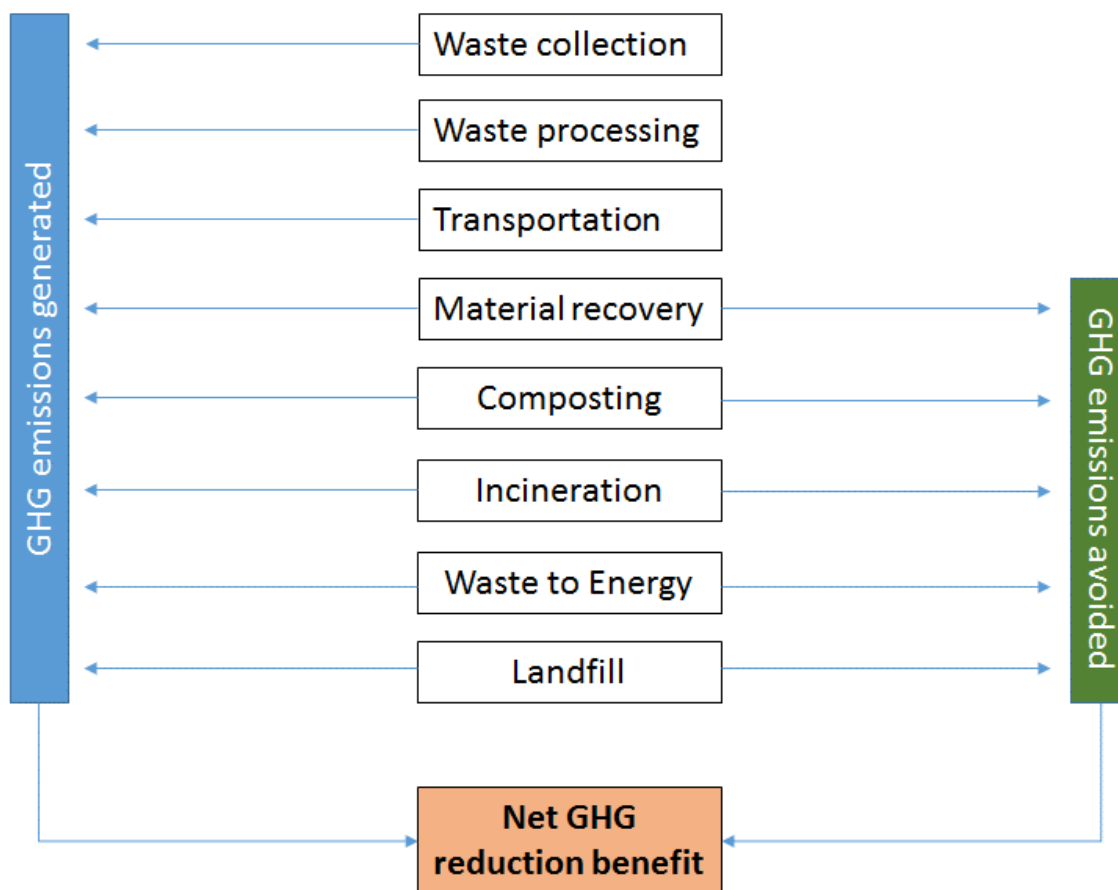 Waste collection
Waste processing
Transportation
Material recovery
Composting
Incineration
Waste to Energy
Landfill
GHG emissions generated
GHG emissions avoided
Net GHG
reduction benefit